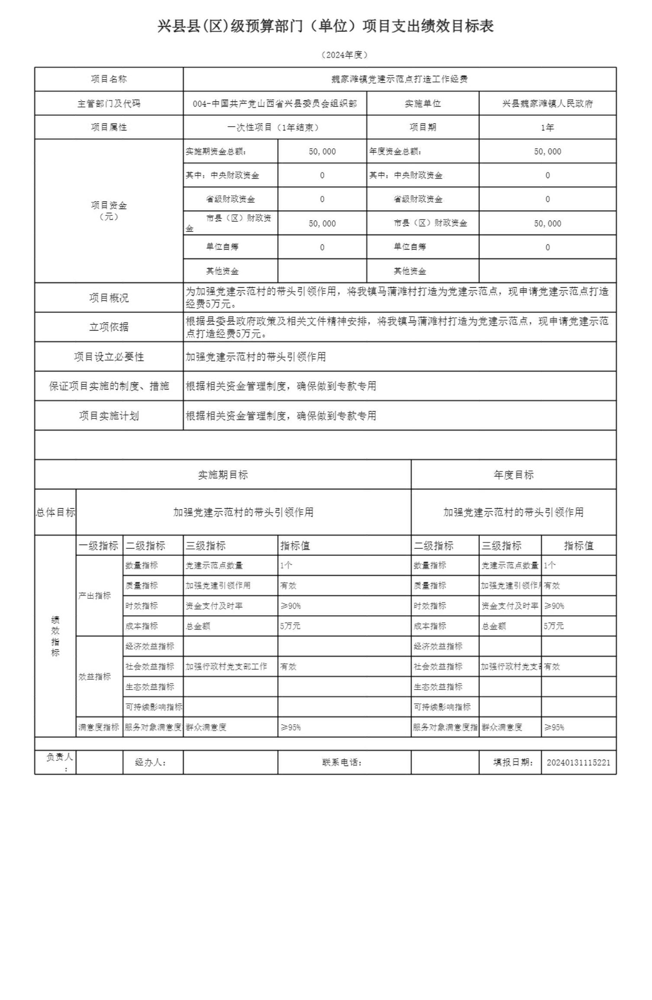 兴县县(区)级预算部门（单位）项目支出绩效目标表
（2024年度）
项目名称 魏家滩镇党建示范点打造工作经费
主管部门及代码 004-中国共产党山西省兴县委员会组织部 实施单位 兴县魏家滩镇人民政府
项目属性 一次性项目（1年结束） 项目期 1年
项目资金
（元）
实施期资金总额： 50,000 年度资金总额： 50,000
其中：中央财政资金 0 其中：中央财政资金 0
省级财政资金 0 省级财政资金 0
市县（区）财政资
金 50,000 市县（区）财政资金 50,000
单位自筹 0 单位自筹 0
其他资金 其他资金
项目概况 为加强党建示范村的带头引领作用，将我镇马蒲滩村打造为党建示范点，现申请党建示范点打造
经费5万元。
立项依据 根据县委县政府政策及相关文件精神安排，将我镇马蒲滩村打造为党建示范点，现申请党建示范
点打造经费5万元。
项目设立必要性 加强党建示范村的带头引领作用
保证项目实施的制度、措施 根据相关资金管理制度，确保做到专款专用
项目实施计划 根据相关资金管理制度，确保做到专款专用
实施期目标 年度目标
总体目标 加强党建示范村的带头引领作用 加强党建示范村的带头引领作用
绩
效
指
标
一级指标 二级指标 三级指标 指标值 二级指标 三级指标 指标值
产出指标
数量指标 党建示范点数量 1个 数量指标 党建示范点数量 1个
质量指标 加强党建引领作用 有效 质量指标 加强党建引领作用 有效
时效指标 资金支付及时率 ≥90% 时效指标 资金支付及时率 ≥90%
成本指标 总金额 5万元 成本指标 总金额 5万元
效益指标
经济效益指标 经济效益指标
社会效益指标 加强行政村党支部工作 有效 社会效益指标 加强行政村党支部 有效
生态效益指标 生态效益指标
可持续影响指标 可持续影响指标
满意度指标 服务对象满意度 群众满意度 ≥95% 服务对象满意度指 群众满意度 ≥95%
负责人
： 经办人： 联系电话： 填报日期： 20240131115221